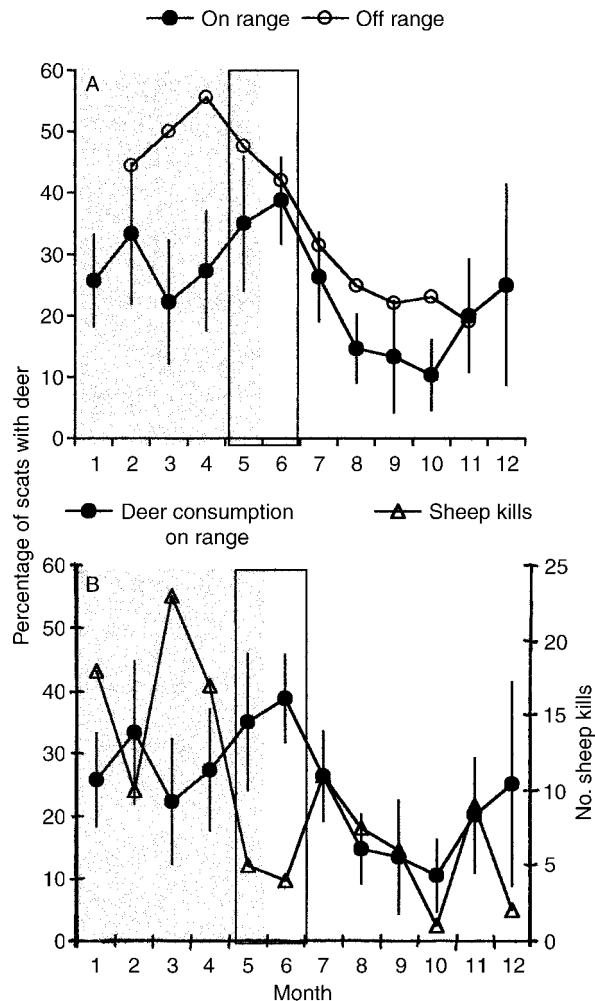 On range Off range
A
60
50
40
30
20
10
0
1 2 3 4 5 6 7 8 9 10 11 12
Percentage of scats with deer
Deer consumption
on range
Sheep kills
B
60
50
40
30
20
10
0
25
20
15
10
5
0
No. sheep kills
1 2 3 4 5 6 7 8 9 10 11 12
Month